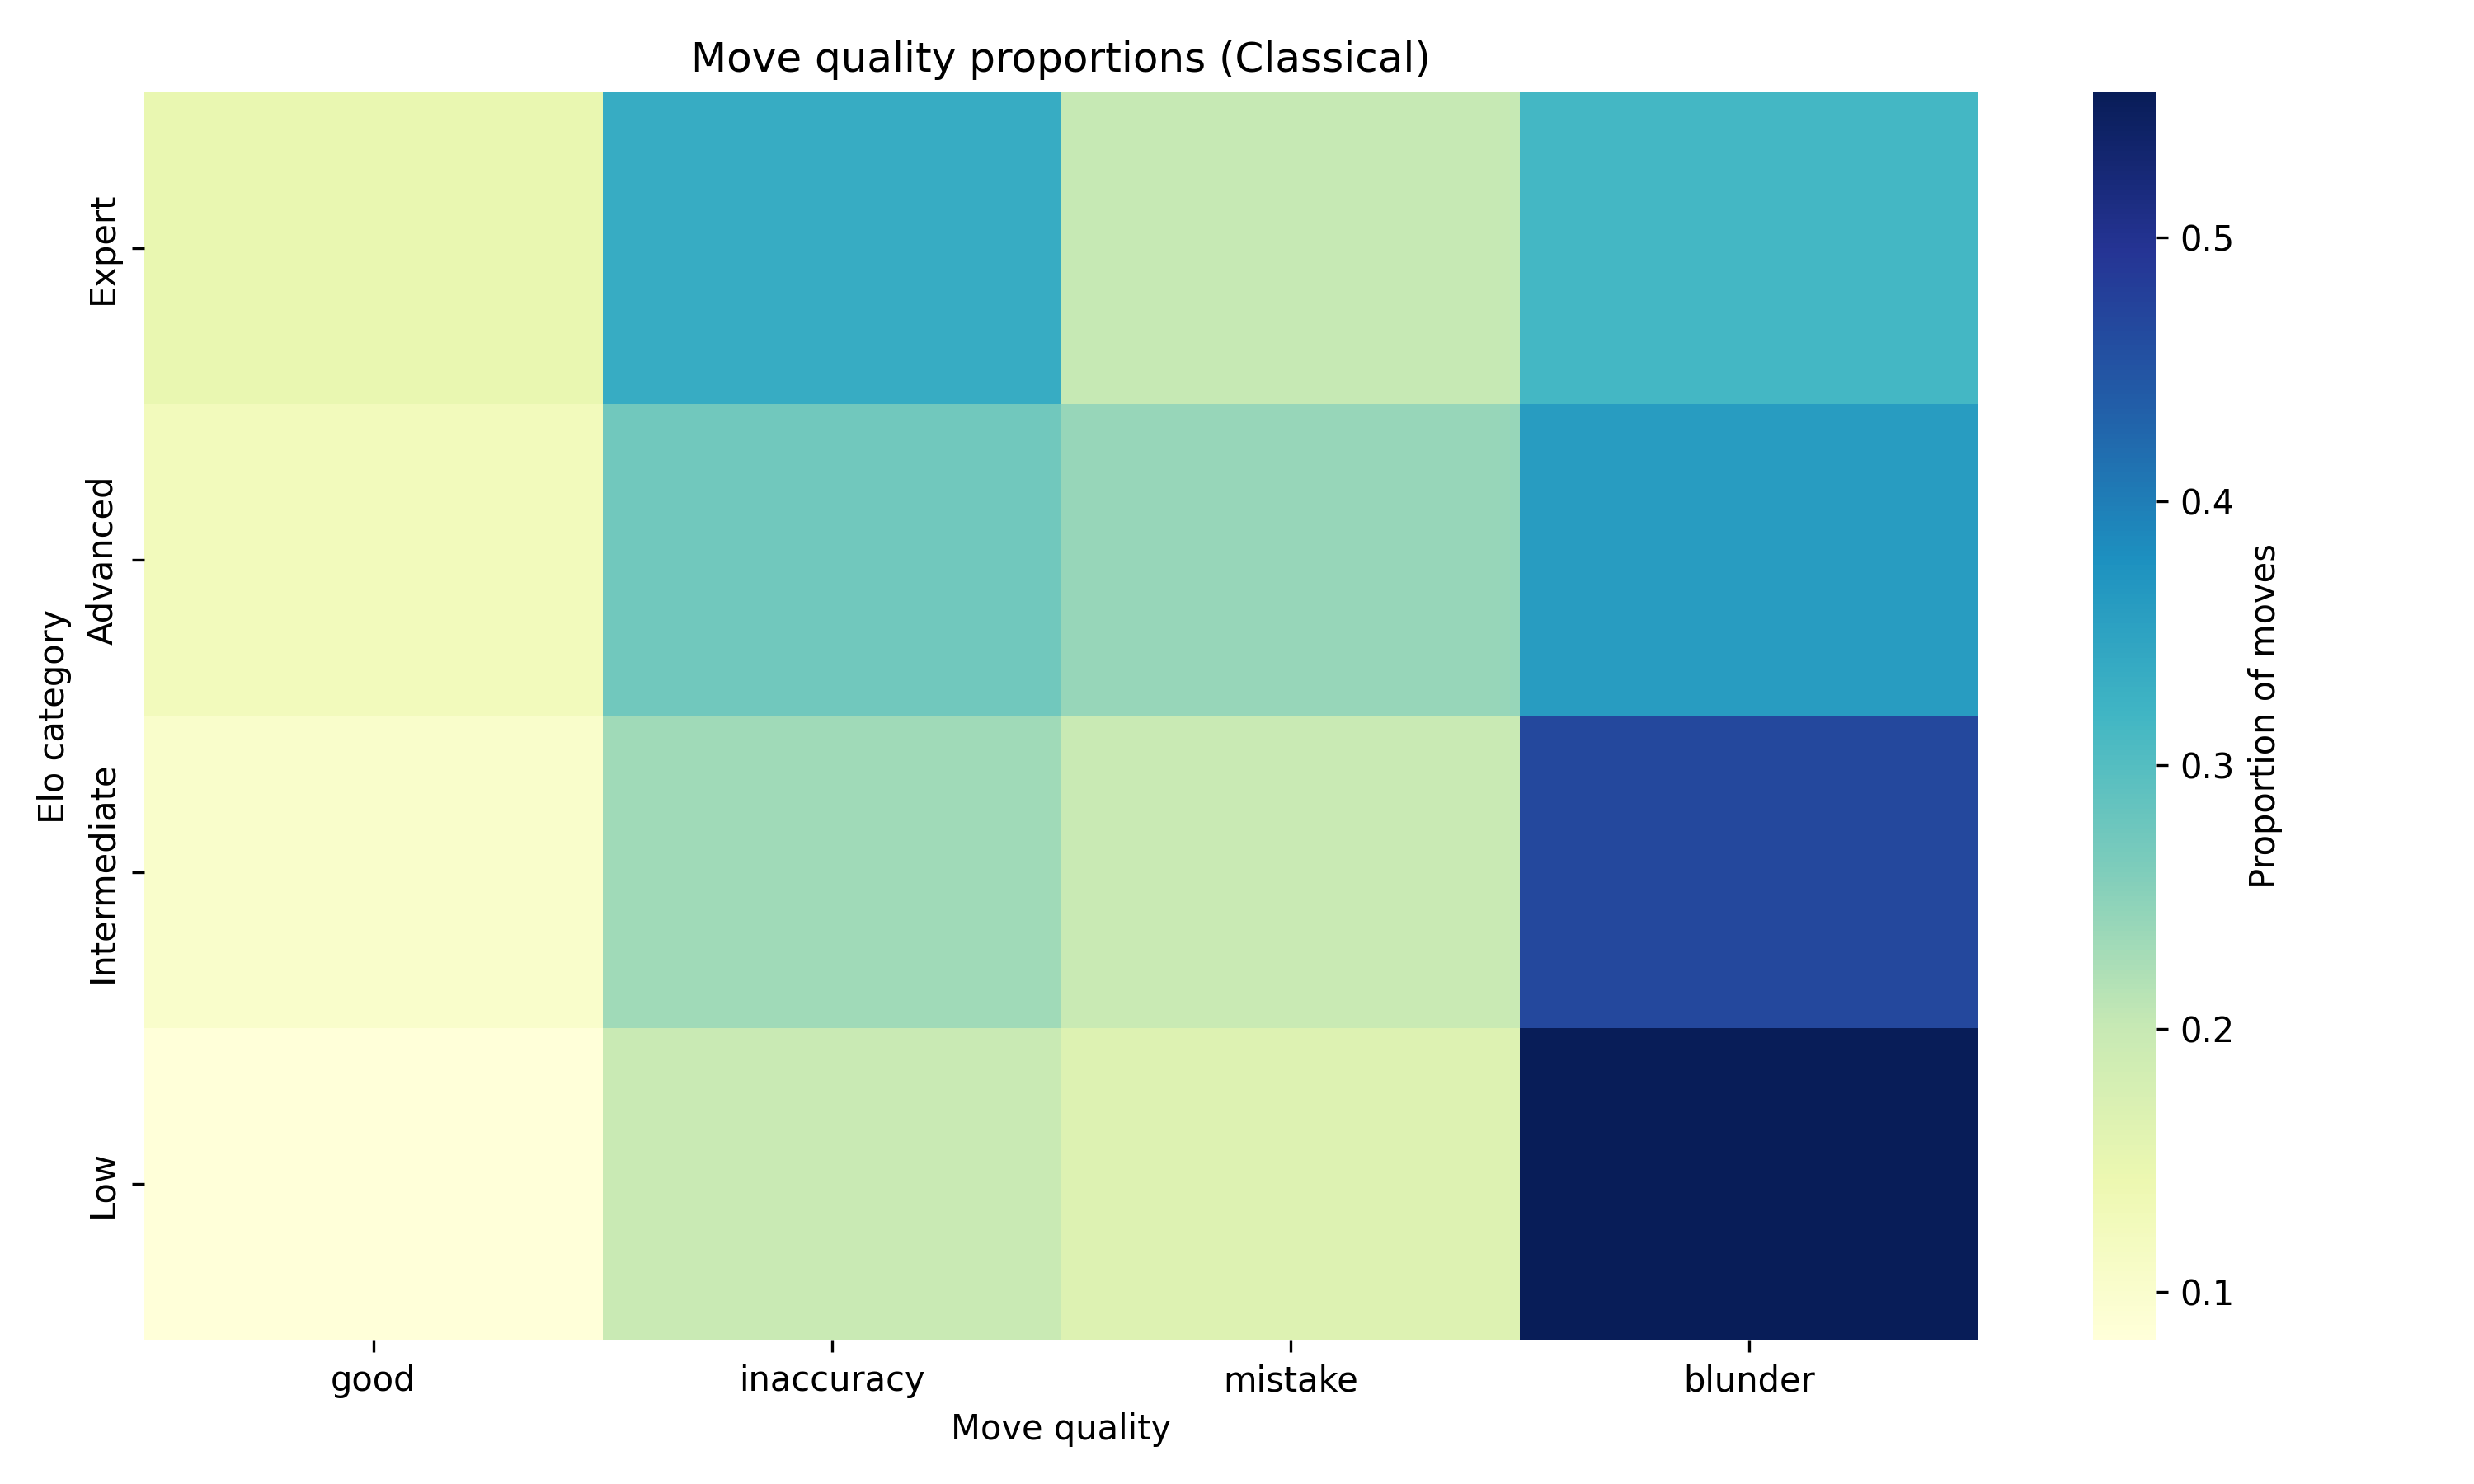 Move quality proportions (Classical)
Elo category
Expert
Advanced
Intermediate
Low
good
inaccuracy
mistake
blunder
Move quality
0.5
0.4
0.3
0.2
0.1
Proportion of moves